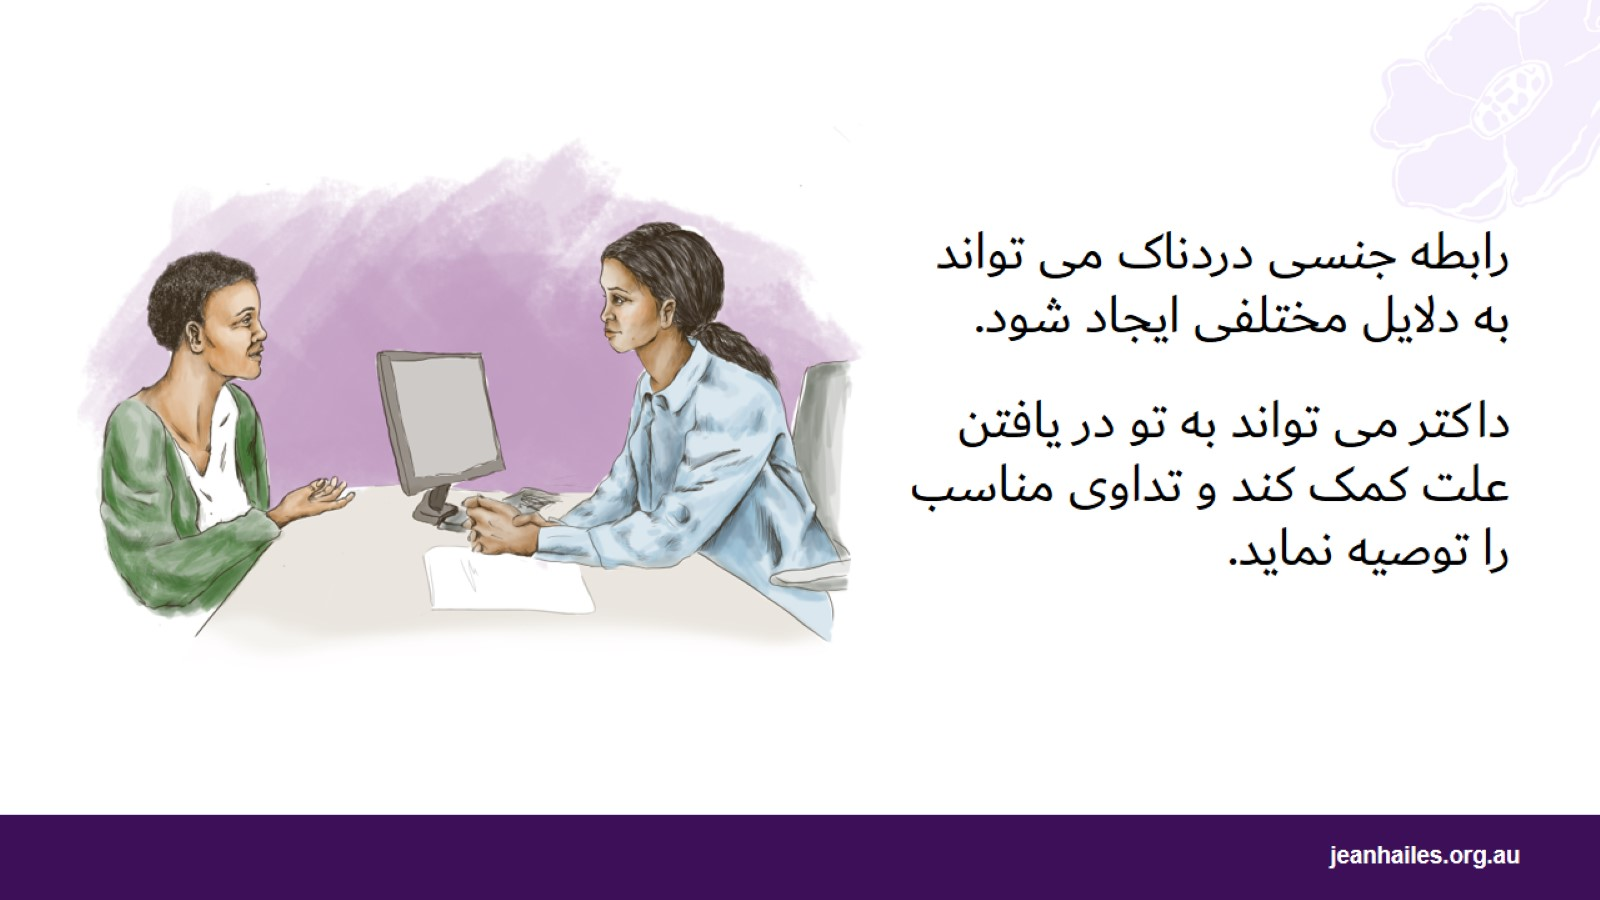 رابطه جنسی دردناک می تواند
به دلایل مختلفی ایجاد شود.
داکتر می تواند به تو در یافتن
علت کمک کند و تداوی مناسب
را توصیه نماید.
jeanhailes.org.au